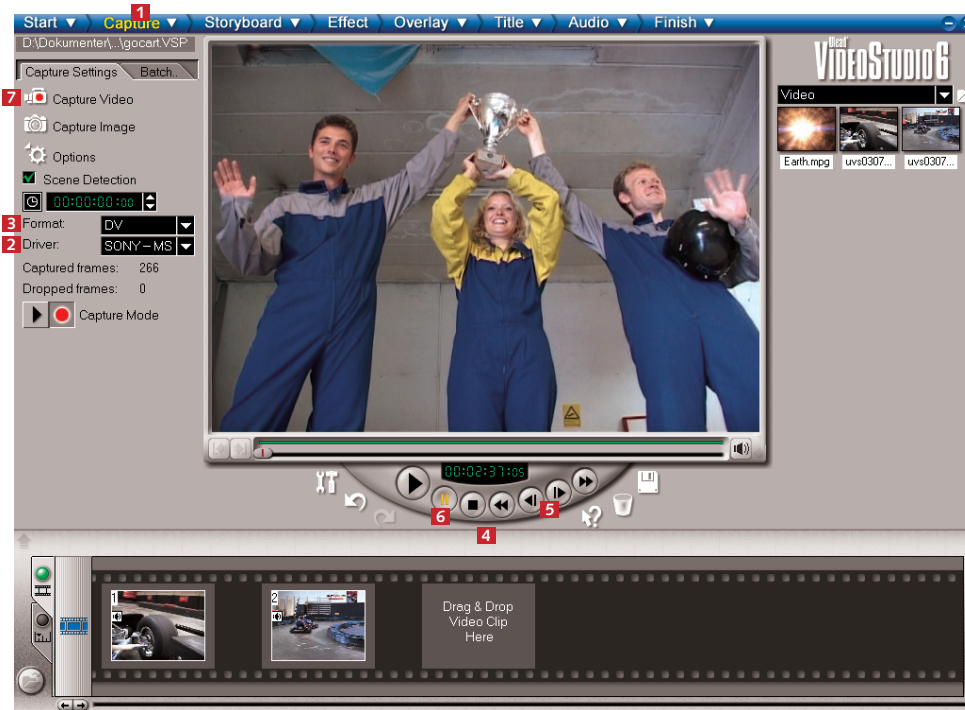 1
Start ▼ Capture ▼ Storyboard ▼ Effect Overlay ▼ Title ▼ Audio ▼ Finish ▼
D:\Dokumenter\...\gocart.VSP
Capture Settings Batch..
7 Capture Video
Capture Image
Options
Scene Detection
00:00:00:00
3 Format: DV
2 Driver: SONY-MS
Captured frames: 266
Dropped frames: 0
Capture Mode
Ulead
VIDEOSTUDIO 6
Video
Earth.mpg uvs0307... uvs0307...
00:02:37:05
6 5
4
1 2
Drag & Drop
Video Clip
Here